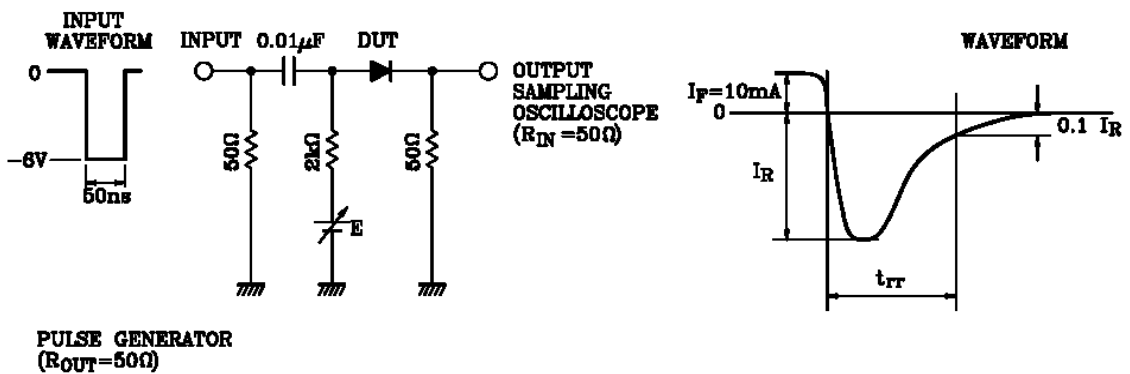 INPUT
WAVEFORM
0
-6V
50ns
INPUT
0.01μF
DUT
50Ω
2kΩ
E
50Ω
OUTPUT
SAMPLING
OSCILLOSCOPE
(RIN=50Ω)
PULSE GENERATOR
(ROUT=50Ω)
WAVEFORM
IF=10mA
0
IR
0.1 IR
trr